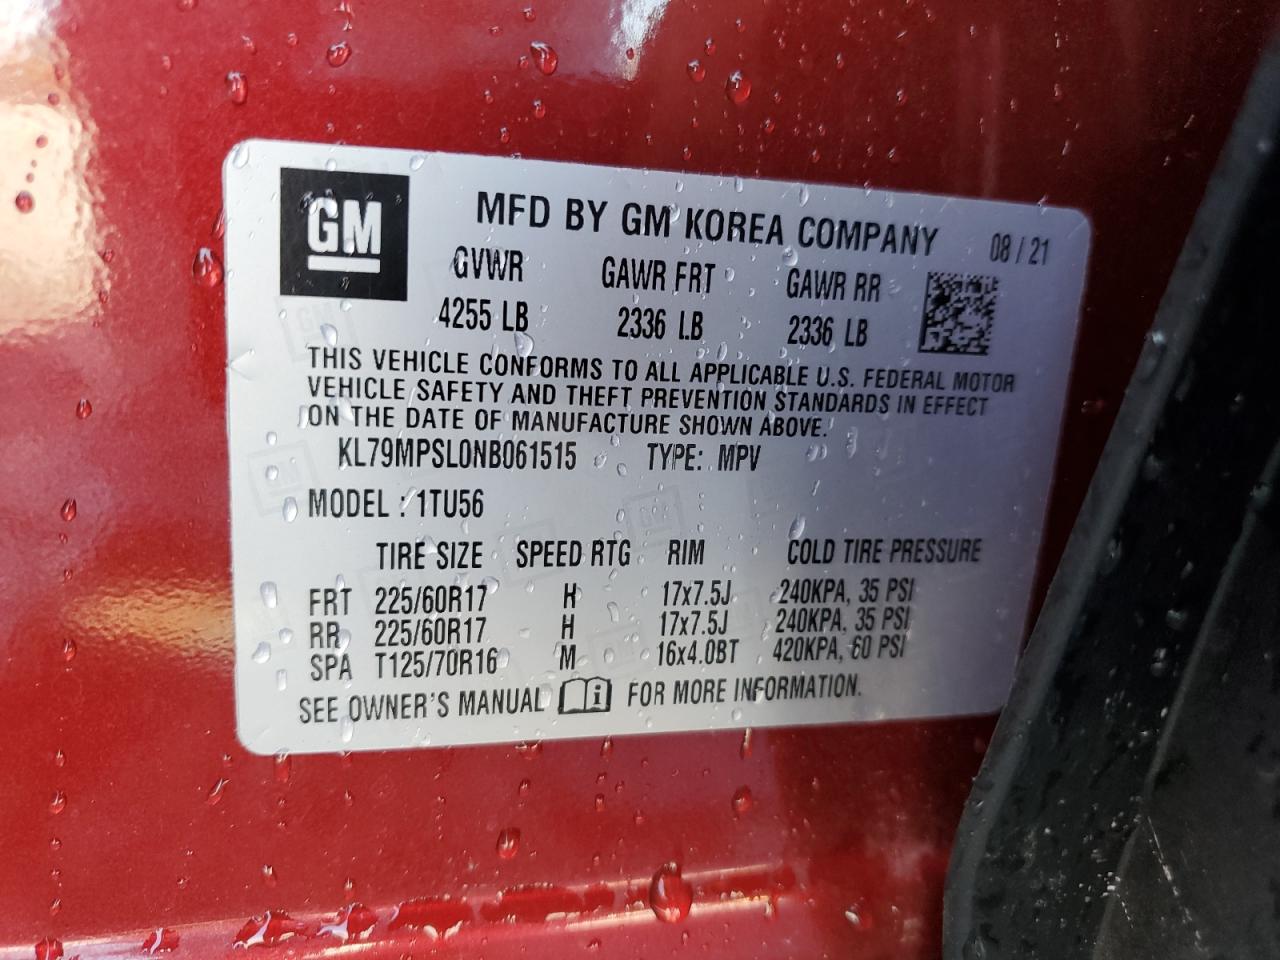 GM
MFD BY GM KOREA COMPANY 08 / 21
GVWR GAWR FRT GAWR RR
4255 LB 2336 LB 2336 LB
THIS VEHICLE CONFORMS TO ALL APPLICABLE U.S. FEDERAL MOTOR
VEHICLE SAFETY AND THEFT PREVENTION STANDARDS IN EFFECT
ON THE DATE OF MANUFACTURE SHOWN ABOVE.
KL79MPSL0NB061515 TYPE: MPV
MODEL : 1TU56
TIRE SIZE SPEED RTG RIM COLD TIRE PRESSURE
FRT 225/60R17 H 17x7.5J 240KPA, 35 PSI
RR 225/60R17 H 17x7.5J 240KPA, 35 PSI
SPA T125/70R16 M 16x4.0BT 420KPA, 60 PSI
SEE OWNER'S MANUAL i FOR MORE INFORMATION.